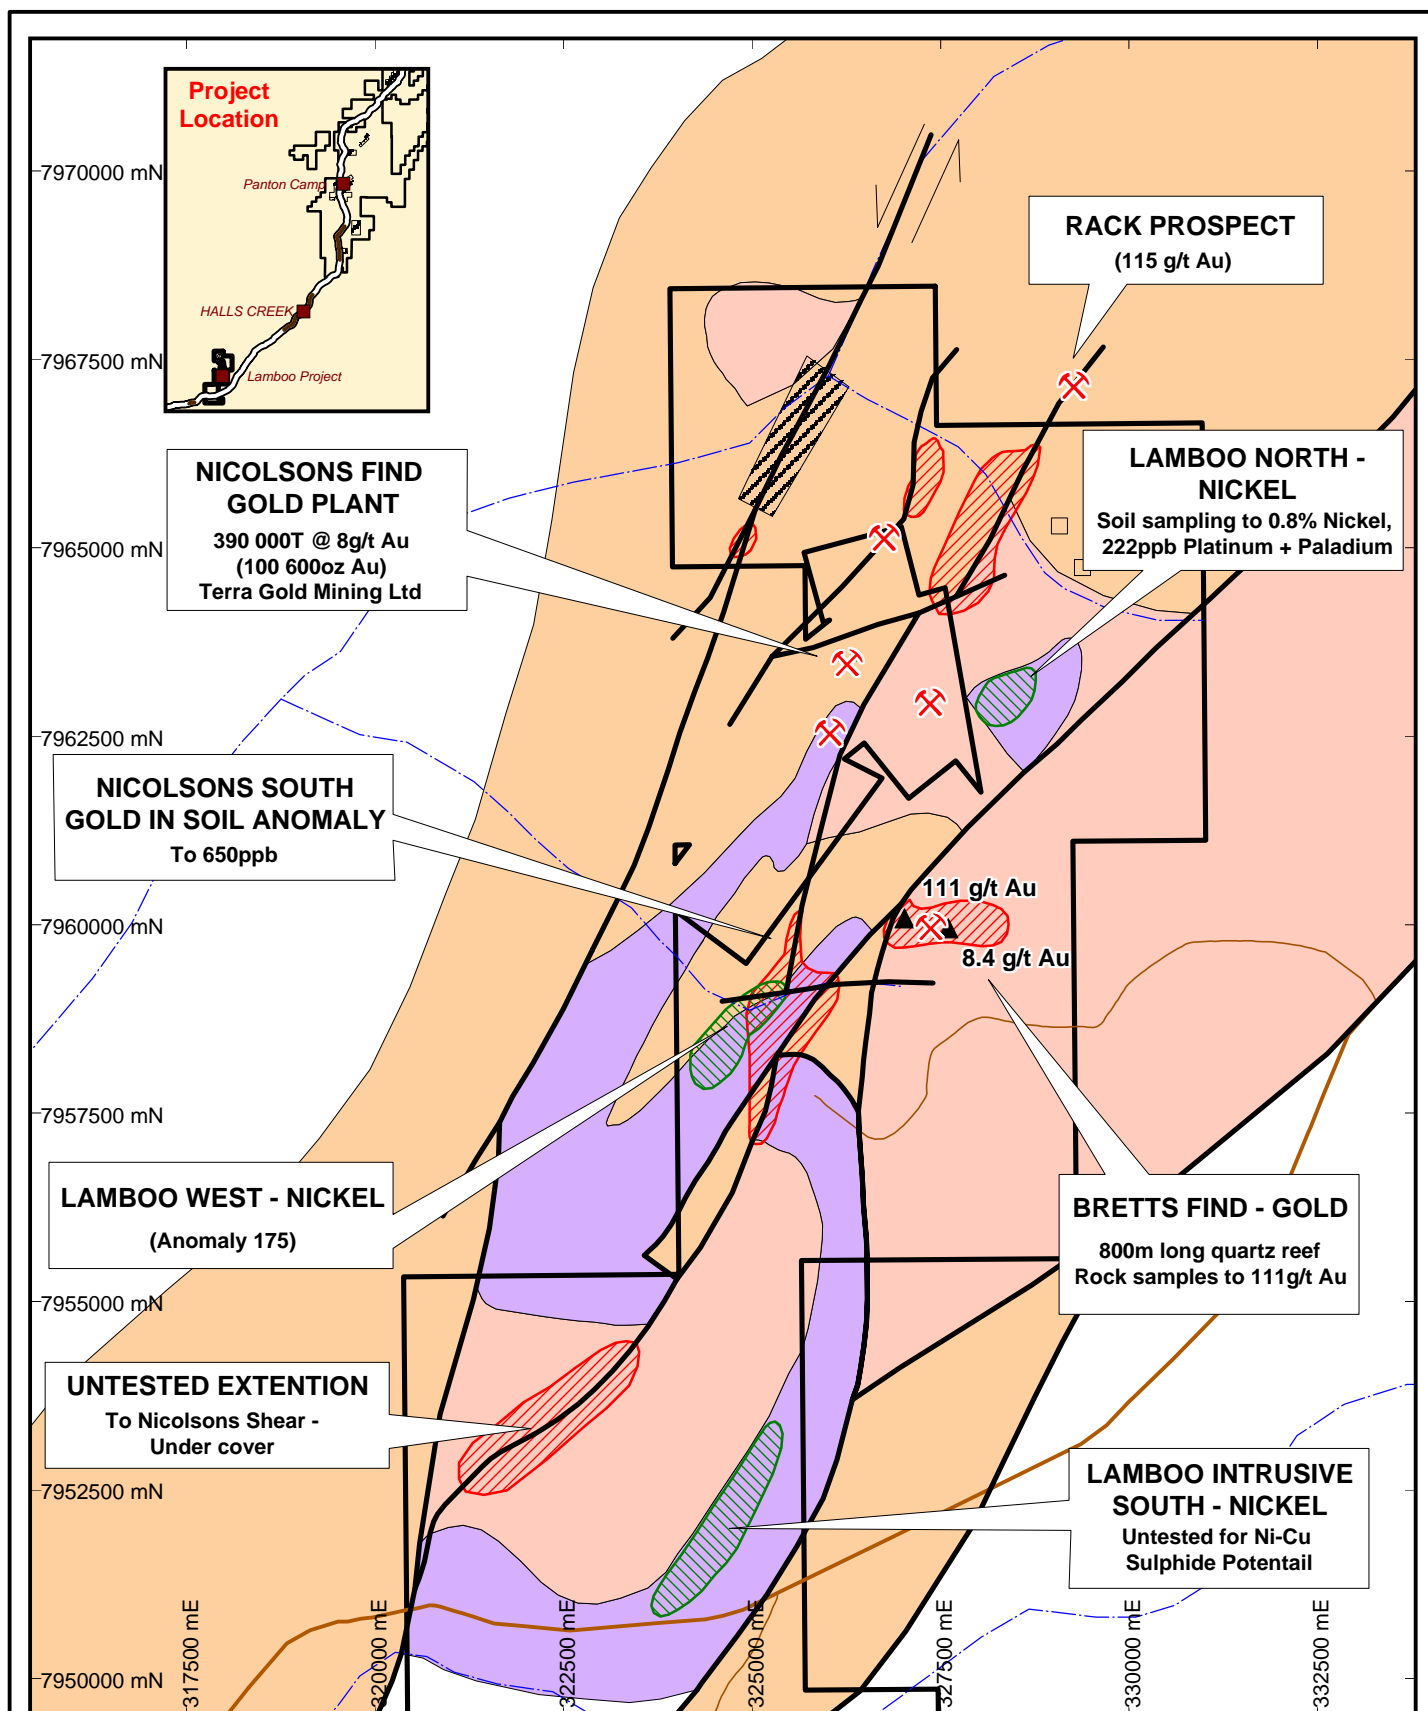 Project
Location
Panton Camp
HALLS CREEK
Lamboo Project
7970000 mN
7967500 mN
7965000 mN
7962500 mN
7960000 mN
7957500 mN
7955000 mN
7952500 mN
7950000 mN
RACK PROSPECT
(115 g/t Au)
NICOLSONS FIND
GOLD PLANT
390 000T @ 8g/t Au
(100 600oz Au)
Terra Gold Mining Ltd
LAMBOO NORTH -
NICKEL
Soil sampling to 0.8% Nickel,
222ppb Platinum + Paladium
NICOLSONS SOUTH
GOLD IN SOIL ANOMALY
To 650ppb
111 g/t Au
8.4 g/t Au
LAMBOO WEST - NICKEL
(Anomaly 175)
BRETTS FIND - GOLD
800m long quartz reef
Rock samples to 111g/t Au
UNTESTED EXTENTION
To Nicolsons Shear -
Under cover
LAMBOO INTRUSIVE
SOUTH - NICKEL
Untested for Ni-Cu
Sulphide Potentail
317500 mE
320000 mE
322500 mE
325000 mE
327500 mE
330000 mE
332500 mE